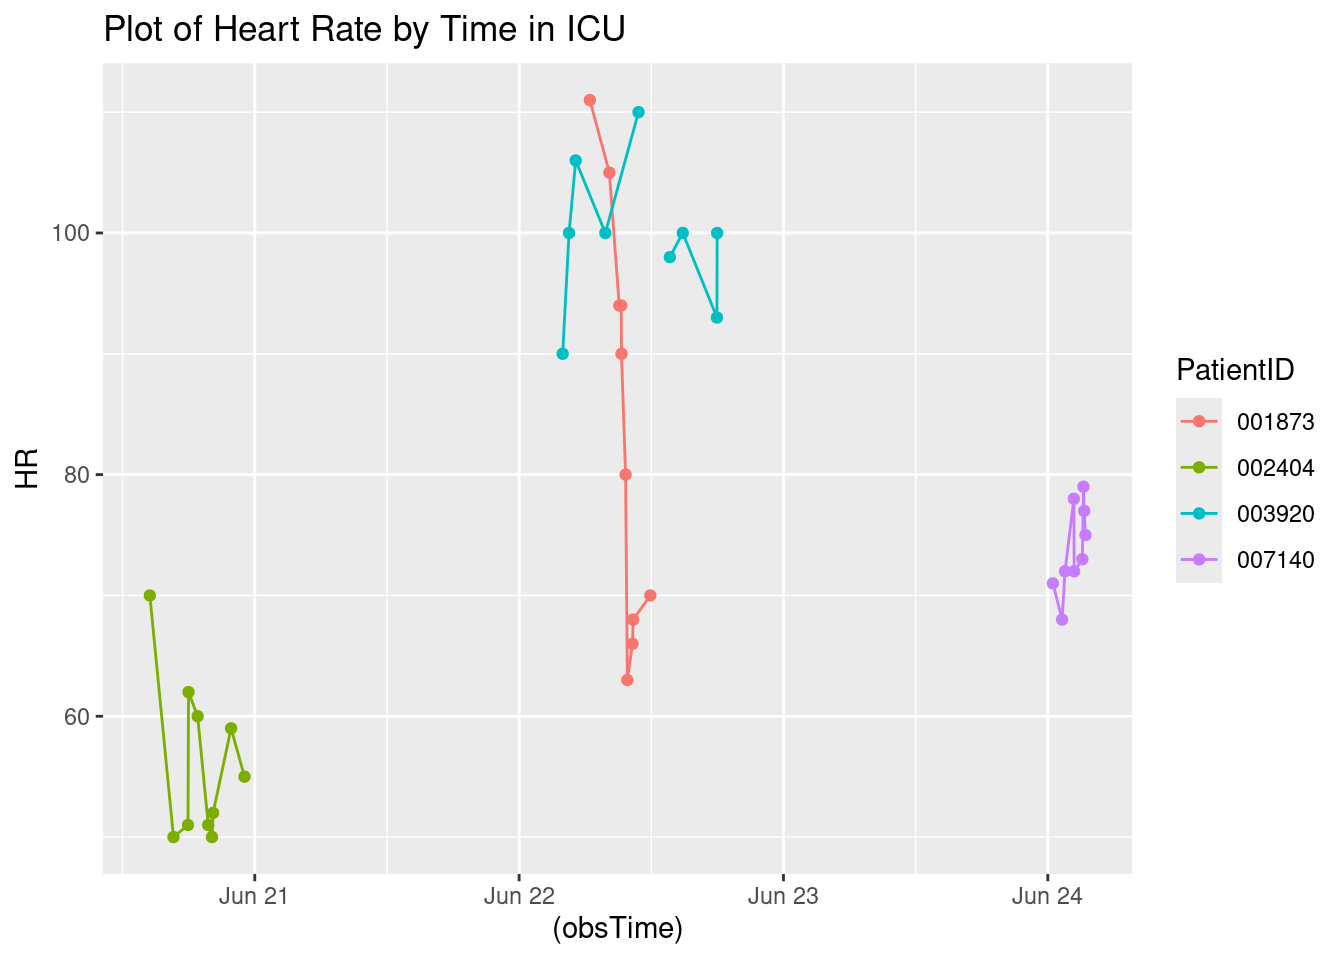 Plot of Heart Rate by Time in ICU
HR
100
80
60
Jun 21
Jun 22
Jun 23
Jun 24
(obsTime)
PatientID
001873
002404
003920
007140